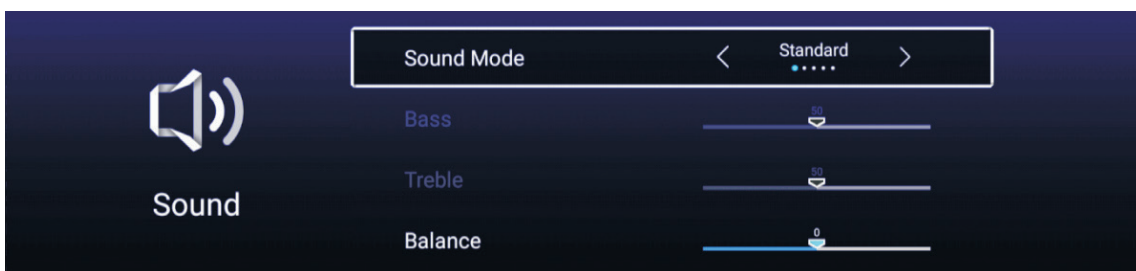 Sound
Sound Mode
Standard
Bass
50
Treble
50
Balance
0